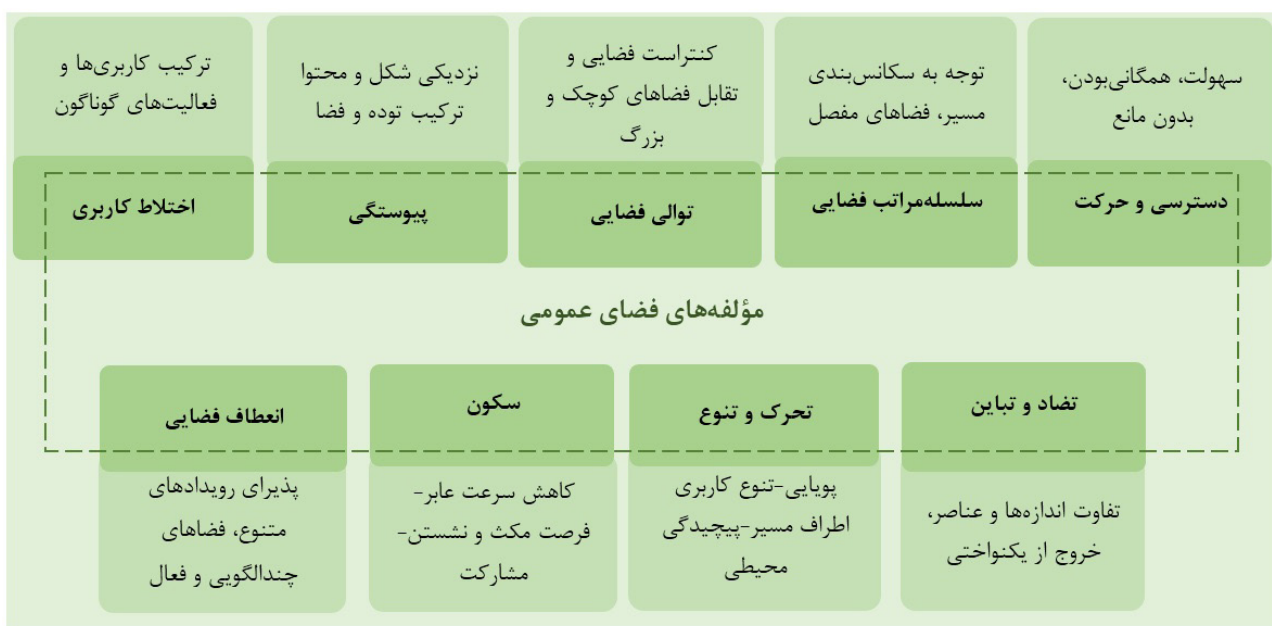 سهولت، همگانی‌بودن،
بدون مانع
دسترسی و حرکت
توجه به سکانس‌بندی
مسیر، فضاهای مفصل
سلسله‌مراتب فضایی
کنتراست فضایی و
تقابل فضاهای کوچک و
بزرگ
توالی فضایی
نزدیکی شکل و محتوا
ترکیب توده و فضا
پیوستگی
ترکیب کاربری‌ها و
فعالیت‌های گوناگون
اختلاط کاربری
مؤلفه‌های فضای عمومی
تضاد و تباین
تفاوت اندازه‌ها و عناصر،
خروج از یکنواختی
تحرک و تنوع
پویایی-تنوع کاربری
اطراف مسیر-پیچیدگی
محیطی
سکون
کاهش سرعت عابر-
فرصت مکث و نشستن-
مشارکت
انعطاف فضایی
پذیرای رویدادهای
متنوع، فضاهای
چندالگویی و فعال